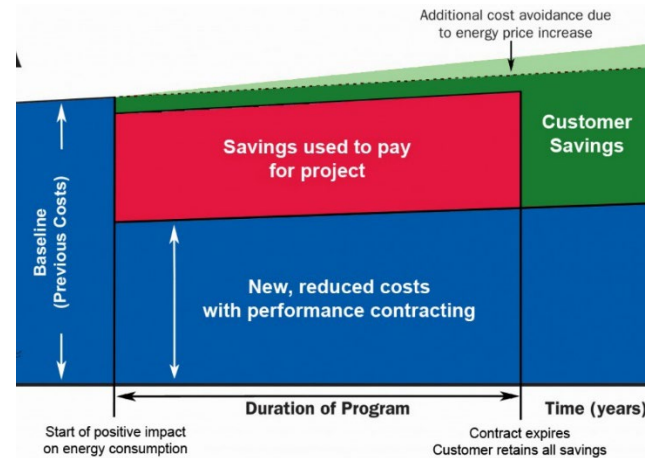 Additional cost avoidance due
to energy price increase
Savings used to pay
for project
Customer
Savings
Baseline
(Previous Costs)
New, reduced costs
with performance contracting
Duration of Program
Time (years)
Start of positive impact
on energy consumption
Contract expires
Customer retains all savings